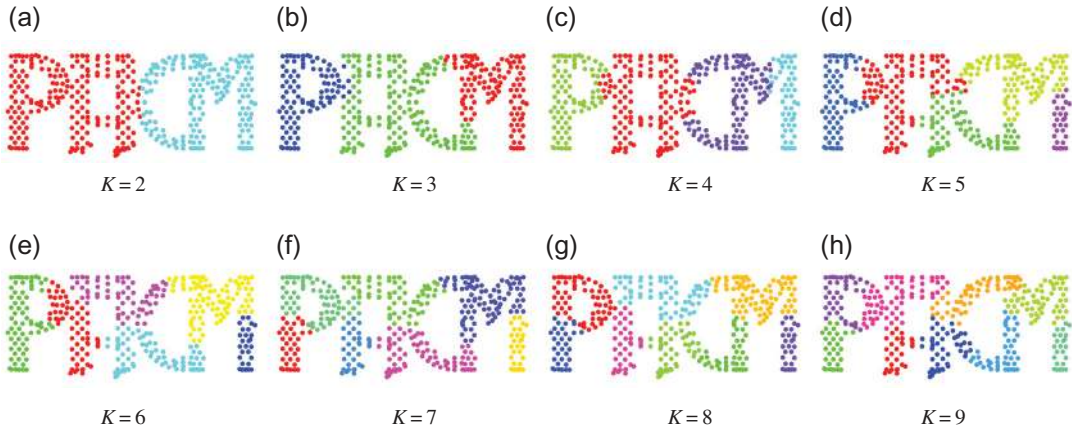 (a) (b) (c) (d)
K = 2 K = 3 K = 4 K = 5
(e) (f) (g) (h)
K = 6 K = 7 K = 8 K = 9